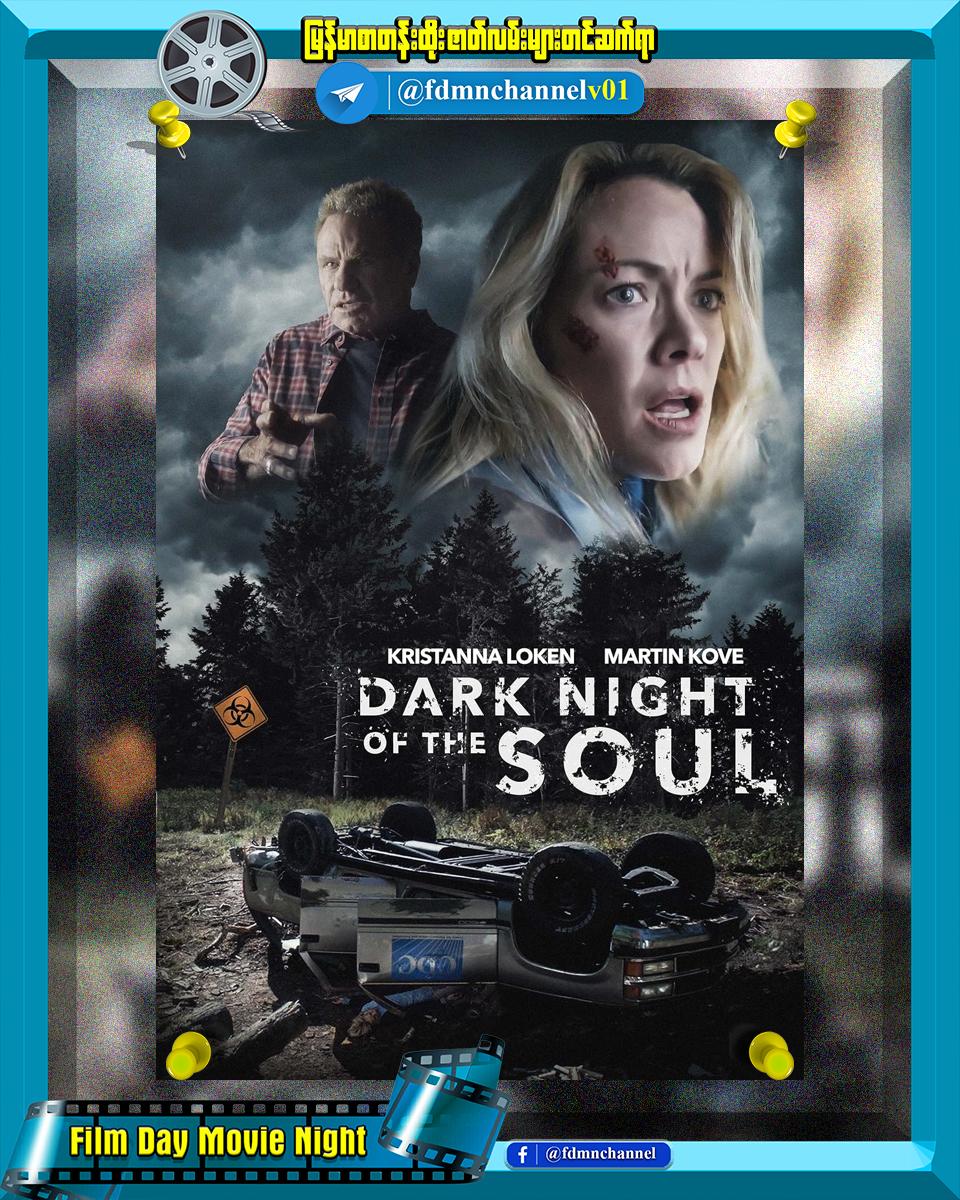 မြန်မာစာတန်းထိုးဇာတ်လမ်းများတင်ဆက်ရာ
@fdmnchannelv01
KRISTANNA LOKEN MARTIN KOVE
DARK NIGHT
OF THE SOUL
CDC
Film Day Movie Night
@fdmnchannel